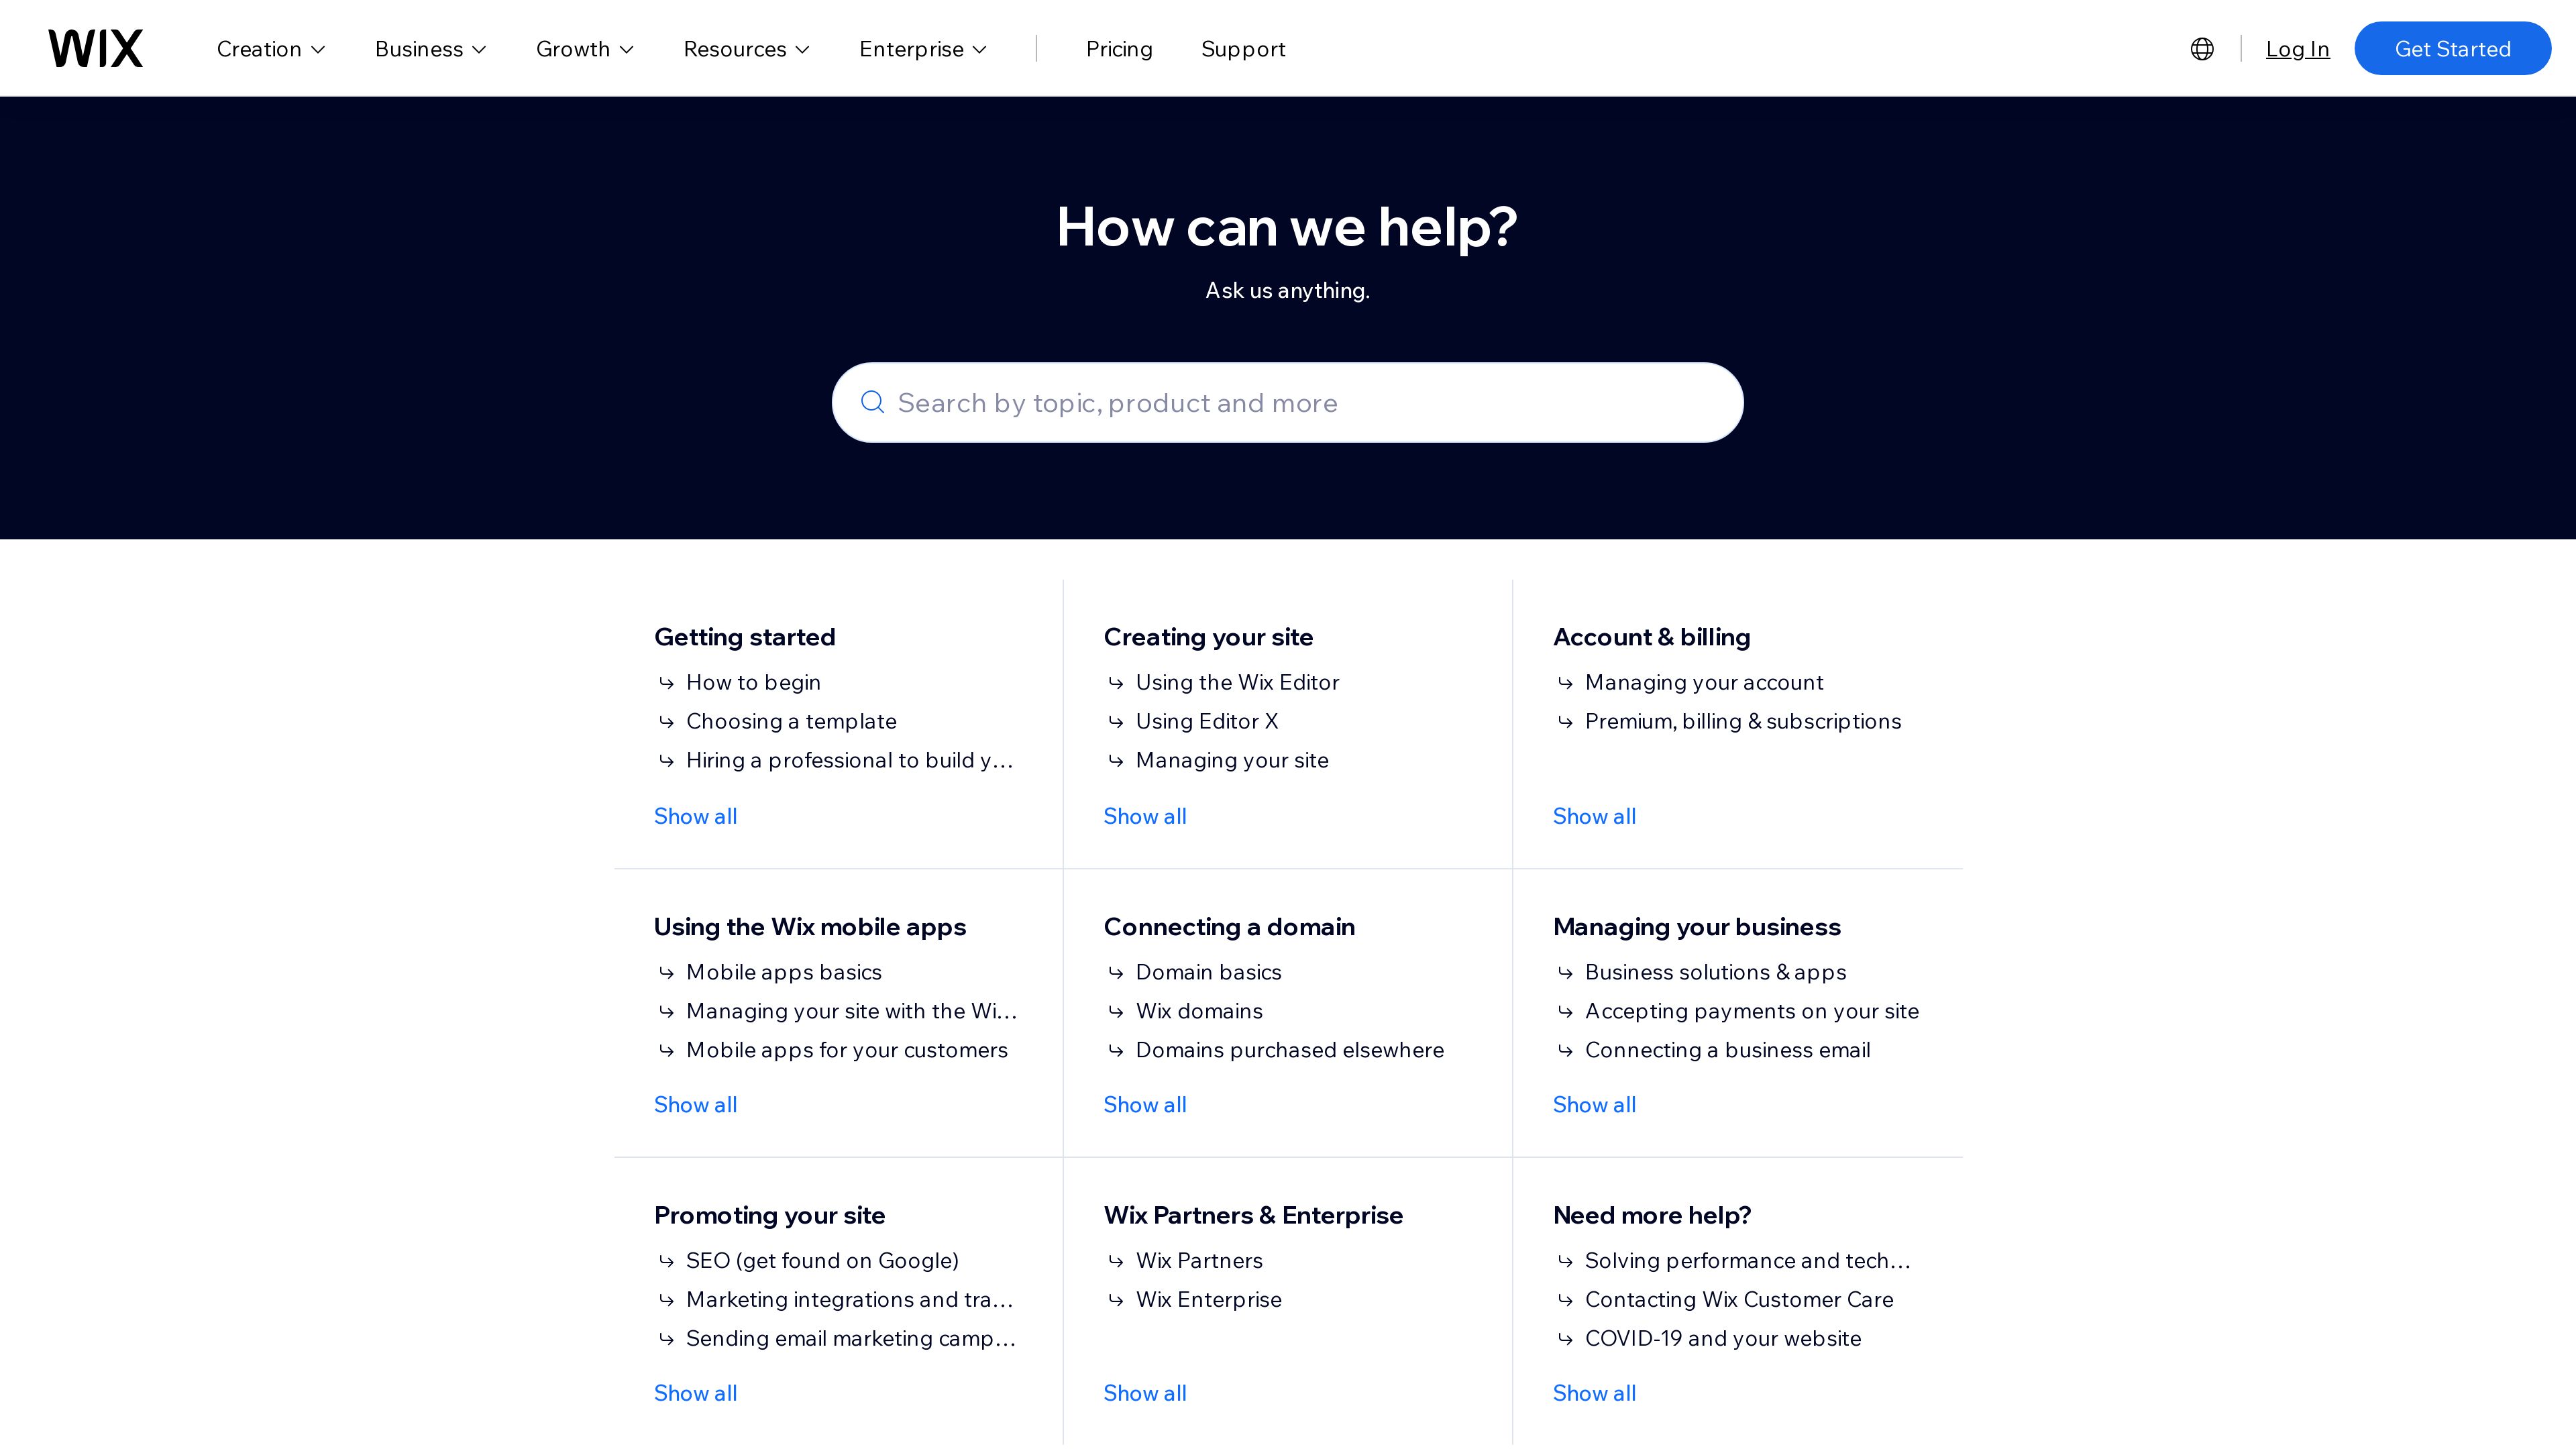 WIX Creation Business Growth Resources Enterprise Pricing Support Log In Get Started
How can we help?
Ask us anything.
Search by topic, product and more
Getting started
How to begin
Choosing a template
Hiring a professional to build y...
Show all
Creating your site
Using the Wix Editor
Using Editor X
Managing your site
Show all
Account & billing
Managing your account
Premium, billing & subscriptions
Show all
Using the Wix mobile apps
Mobile apps basics
Managing your site with the Wi...
Mobile apps for your customers
Show all
Connecting a domain
Domain basics
Wix domains
Domains purchased elsewhere
Show all
Managing your business
Business solutions & apps
Accepting payments on your site
Connecting a business email
Show all
Promoting your site
SEO (get found on Google)
Marketing integrations and tra...
Sending email marketing camp...
Show all
Wix Partners & Enterprise
Wix Partners
Wix Enterprise
Show all
Need more help?
Solving performance and tech...
Contacting Wix Customer Care
COVID-19 and your website
Show all